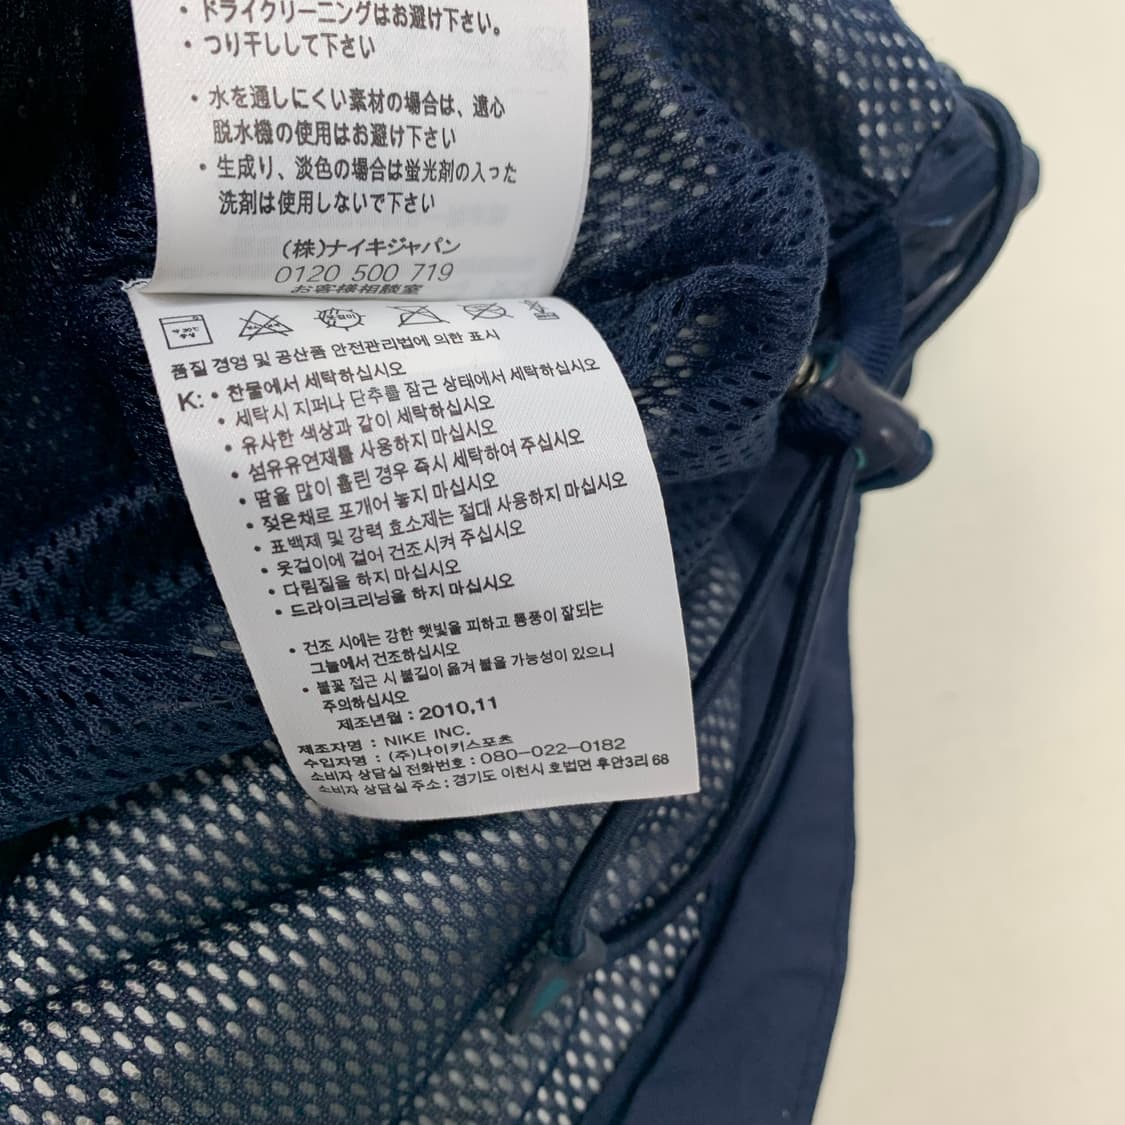 ・ドライクリーニングはお避け下さい。
・つり干しして下さい
・水を通しにくい素材の場合は、遠心
脱水機の使用はお避け下さい
・生成り、淡色の場合は蛍光剤の入った
洗剤は使用しないで下さい
(株)ナイキジャパン
0120 500 719
お客様相談室
품질 경영 및 공산품 안전관리법에 의한 표시
K: • 찬물에서 세탁하십시오
• 세탁시 지퍼나 단추를 잠근 상태에서 세탁하십시오
• 유사한 색상과 같이 세탁하십시오
• 섬유유연제를 사용하지 마십시오
• 땀을 많이 흘린 경우 즉시 세탁하여 주십시오
• 젖은채로 포개어 놓지 마십시오
• 표백제 및 강력 효소제는 절대 사용하지 마십시오
• 옷걸이에 걸어 건조시켜 주십시오
• 다림질을 하지 마십시오
• 드라이크리닝을 하지 마십시오
• 건조 시에는 강한 햇빛을 피하고 통풍이 잘되는
그늘에서 건조하십시오
• 불꽃 접근 시 불길이 옮겨 붙을 가능성이 있으니
주의하십시오
제조년월 : 2010.11
제조자명 : NIKE INC.
수입자명 : (주)나이키스포츠
소비자 상담실 전화번호 : 080-022-0182
소비자 상담실 주소 : 경기도 이천시 호법면 후안3리 68